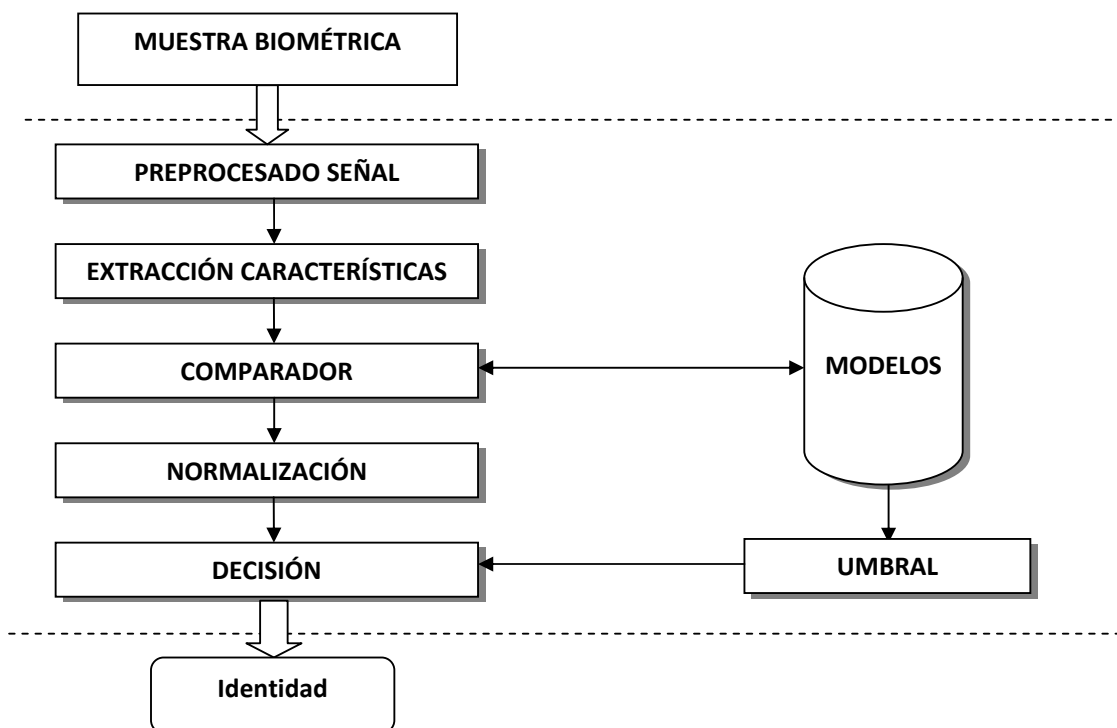 MUESTRA BIOMÉTRICA
PREPROCESADO SEÑAL
EXTRACCIÓN CARACTERÍSTICAS
COMPARADOR
MODELOS
NORMALIZACIÓN
DECISIÓN
UMBRAL
Identidad